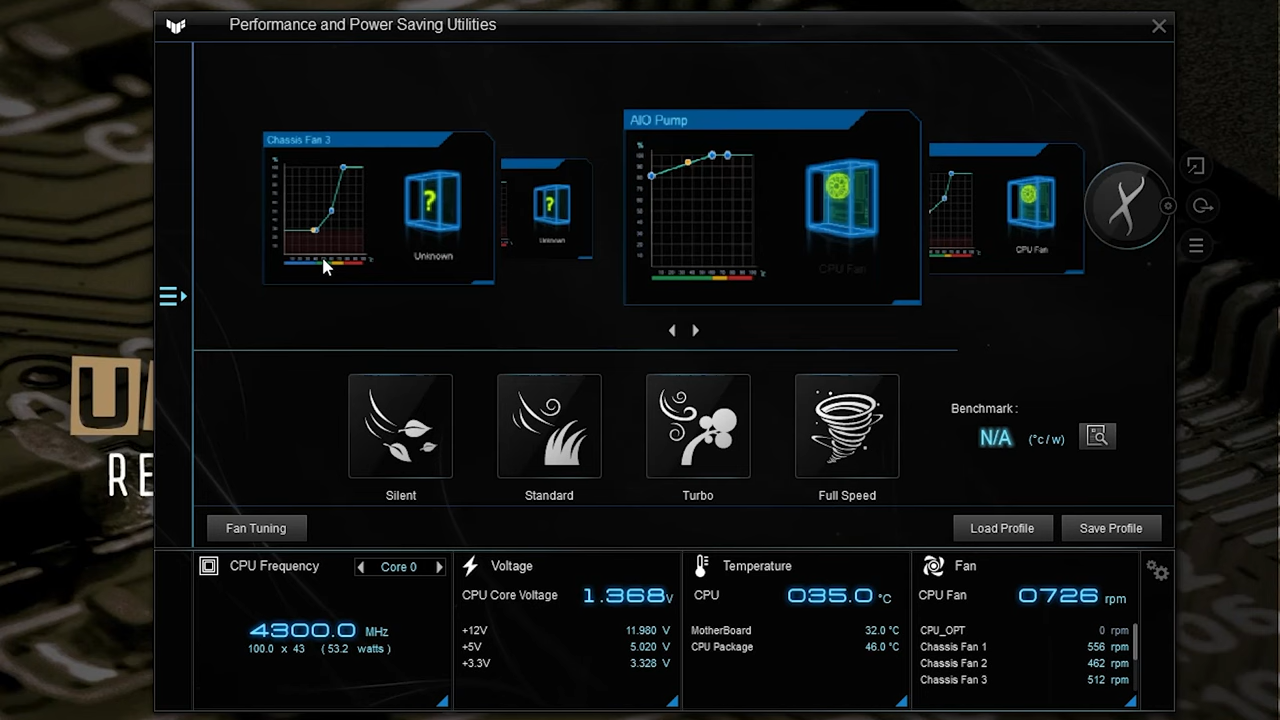 Performance and Power Saving Utilities
Chassis Fan 3
Unknown
Unknown
AIO Pump
CPU Fan
CPU Fan
Silent
Standard
Turbo
Full Speed
Benchmark :
N/A (°c/w)
Fan Tuning
Load Profile
Save Profile
CPU Frequency
Core 0
4300.0 MHz
100.0 x 43 ( 53.2 watts )
Voltage
CPU Core Voltage 1.368 V
+12V 11.980 V
+5V 5.020 V
+3.3V 3.328 V
Temperature
CPU 035.0 °C
MotherBoard 32.0 °C
CPU Package 46.0 °C
Fan
CPU Fan 0726 rpm
CPU_OPT 0 rpm
Chassis Fan 1 556 rpm
Chassis Fan 2 462 rpm
Chassis Fan 3 512 rpm
U
RE